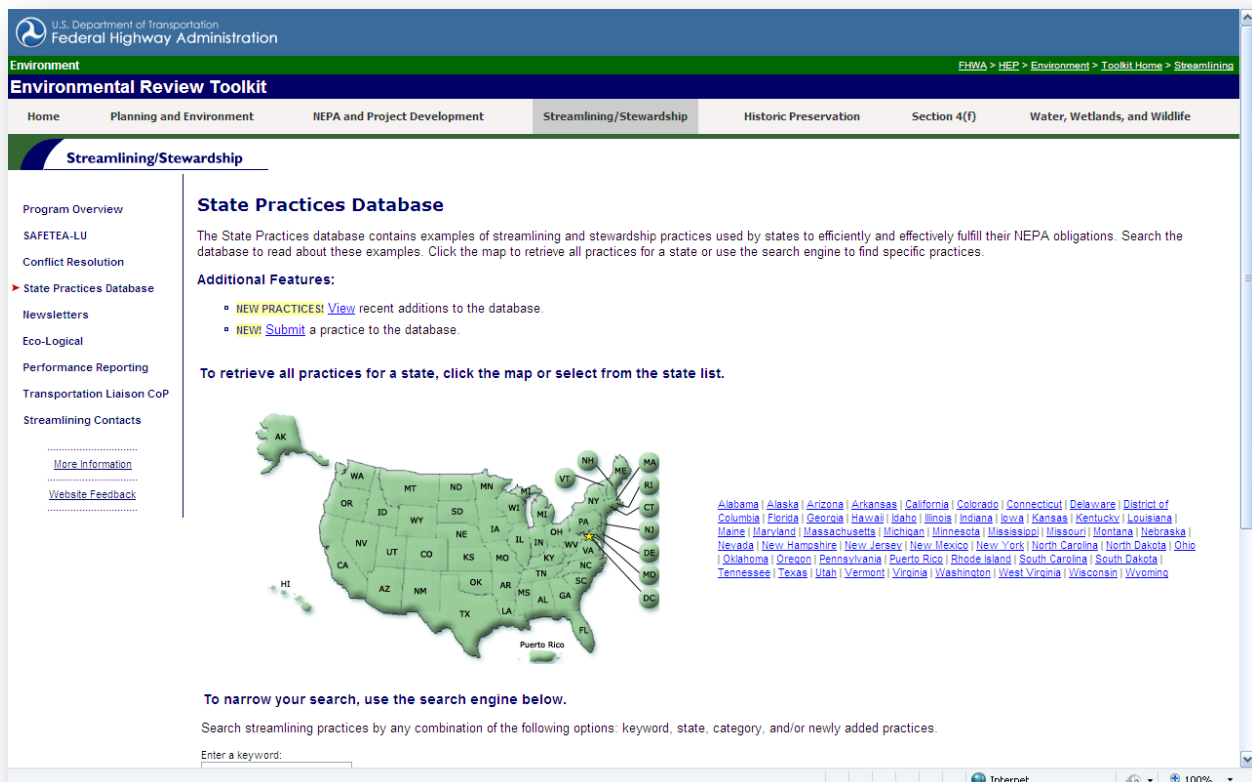 U.S. Department of Transportation
Federal Highway Administration
Environment
FHWA > HEP > Environment > Toolkit Home > Streamlining
Environmental Review Toolkit
Home Planning and Environment NEPA and Project Development Streamlining/Stewardship Historic Preservation Section 4(f) Water, Wetlands, and Wildlife
Streamlining/Stewardship
Program Overview
SAFETEA-LU
Conflict Resolution
State Practices Database
Newsletters
Eco-Logical
Performance Reporting
Transportation Liaison CoP
Streamlining Contacts
More Information
Website Feedback
State Practices Database
The State Practices database contains examples of streamlining and stewardship practices used by states to efficiently and effectively fulfill their NEPA obligations. Search the
database to read about these examples. Click the map to retrieve all practices for a state or use the search engine to find specific practices.
Additional Features:
NEW PRACTICES! View recent additions to the database.
NEW! Submit a practice to the database.
To retrieve all practices for a state, click the map or select from the state list.
AK
WA
MT
ND
MN
OR
ID
WY
SD
WI
MI
MI
NY
VT
NH
ME
MA
RI
CT
NJ
DE
MD
DC
NV
UT
CO
NE
IA
IL
IN
OH
PA
WV
VA
CA
AZ
NM
KS
MO
KY
NC
TN
SC
OK
AR
MS
AL
GA
TX
LA
FL
HI
Puerto Rico
Alabama | Alaska | Arizona | Arkansas | California | Colorado | Connecticut | Delaware | District of
Columbia | Florida | Georgia | Hawaii | Idaho | Illinois | Indiana | Iowa | Kansas | Kentucky | Louisiana |
Maine | Maryland | Massachusetts | Michigan | Minnesota | Mississippi | Missouri | Montana | Nebraska |
Nevada | New Hampshire | New Jersey | New Mexico | New York | North Carolina | North Dakota | Ohio
| Oklahoma | Oregon | Pennsylvania | Puerto Rico | Rhode Island | South Carolina | South Dakota |
Tennessee | Texas | Utah | Vermont | Virginia | Washington | West Virginia | Wisconsin | Wyoming
To narrow your search, use the search engine below.
Search streamlining practices by any combination of the following options: keyword, state, category, and/or newly added practices.
Enter a keyword:
Internet
100%